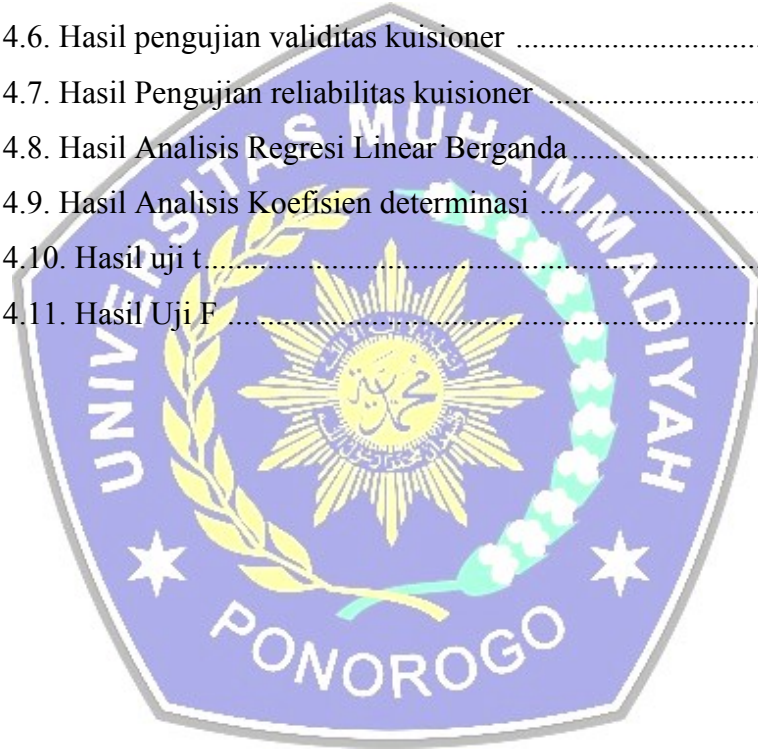 4.6. Hasil pengujian validitas kuisioner ...............................
4.7. Hasil Pengujian reliabilitas kuisioner ...........................
4.8. Hasil Analisis Regresi Linear Berganda........................
4.9. Hasil Analisis Koefisien determinasi ............................
4.10. Hasil uji t.......................................................................
4.11. Hasil Uji F ....................................................................
UNIVERSITAS MUHAMMADIYAH
PONOROGO
محمدية